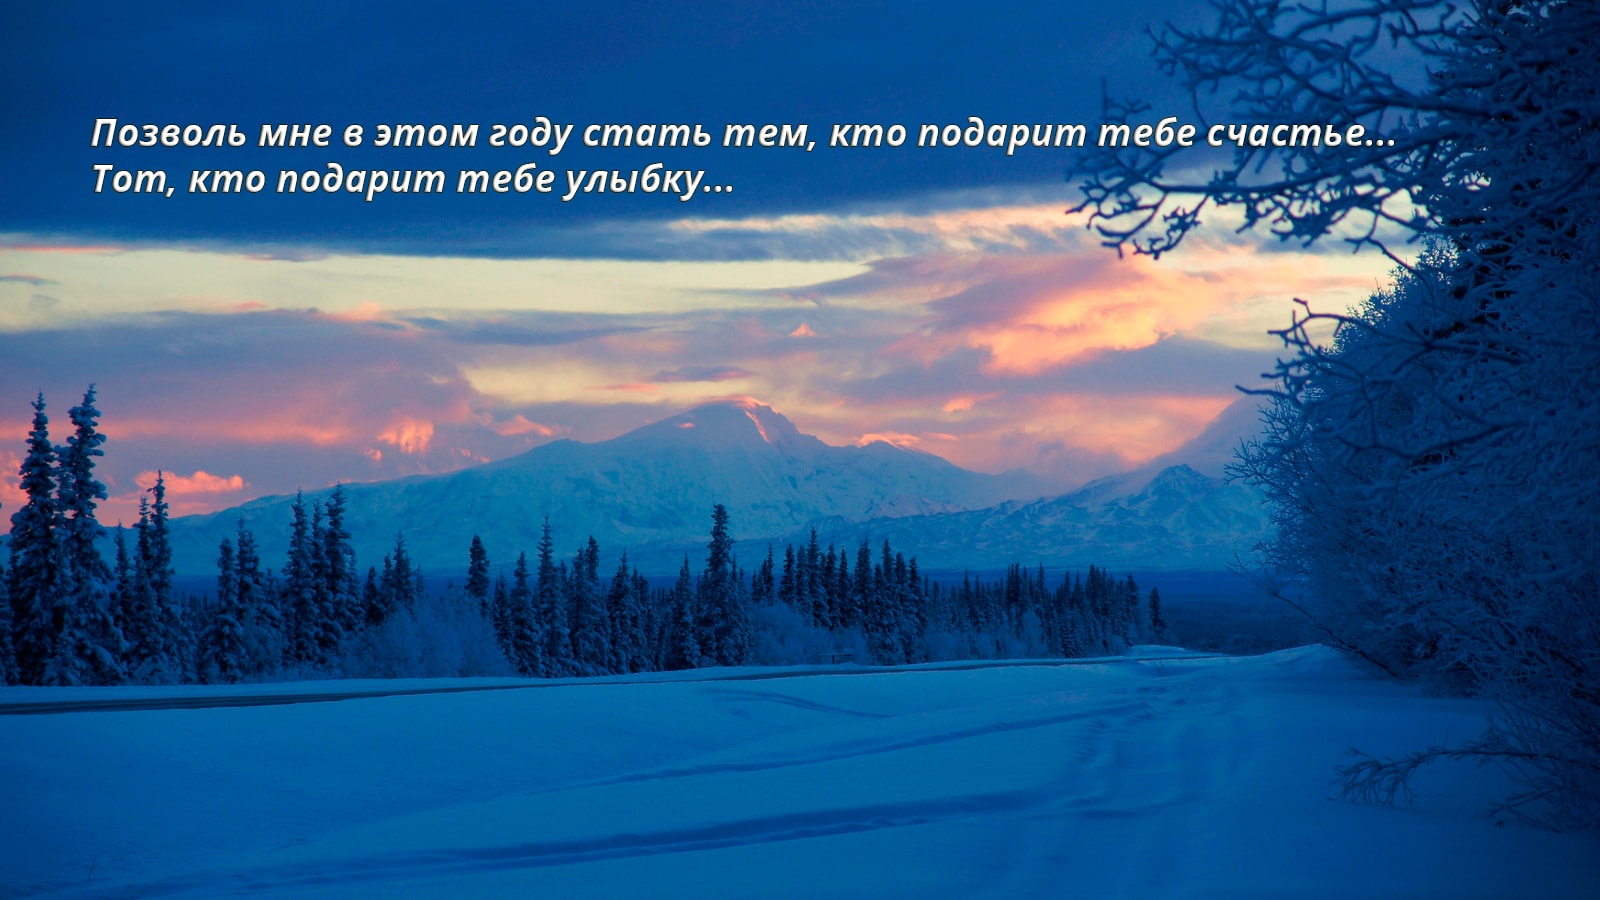 Позволь мне в этом году стать тем, кто подарит тебе счастье...
Тот, кто подарит тебе улыбку...